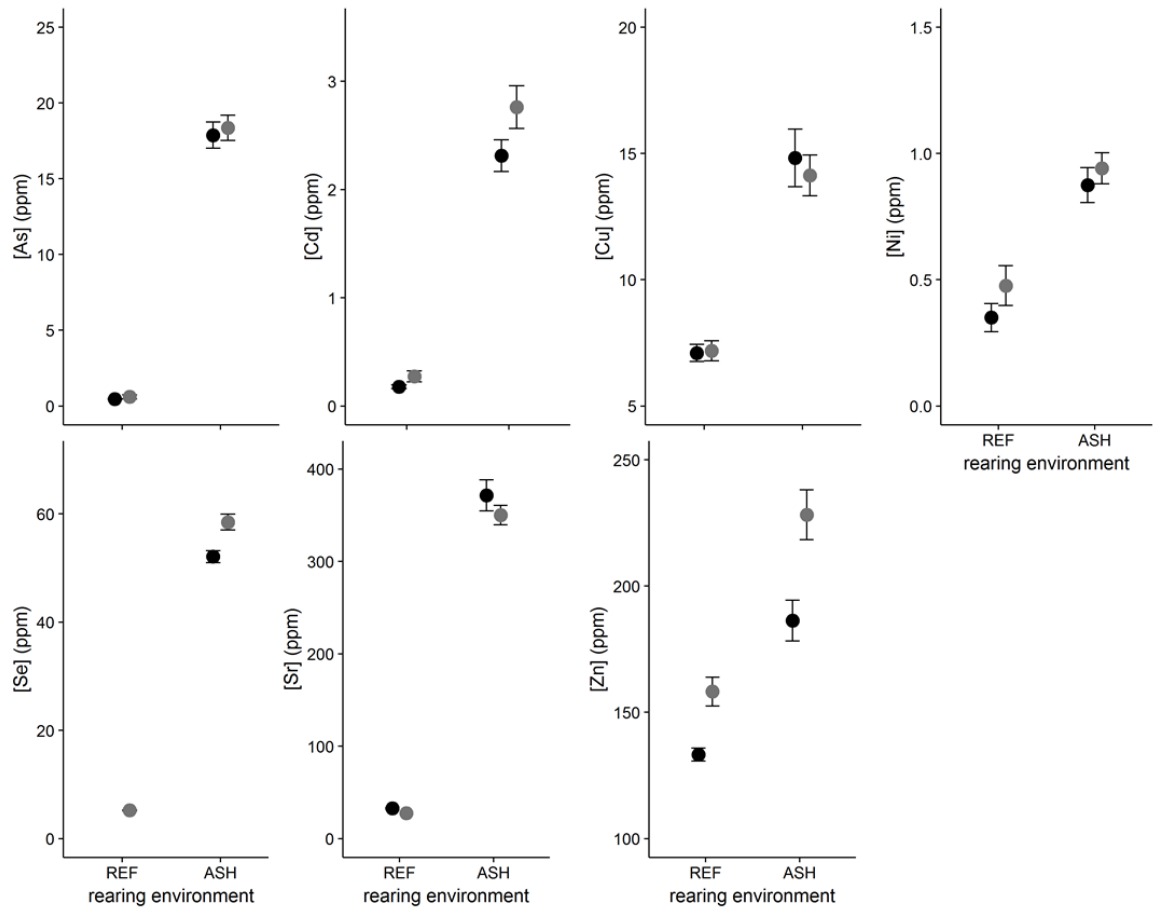 25
20
15
10
5
0
[As] (ppm)
3
2
1
0
[Cd] (ppm)
20
15
10
5
[Cu] (ppm)
1.5
1.0
0.5
0.0
[Ni] (ppm)
REF ASH
rearing environment
60
40
20
0
[Se] (ppm)
REF ASH
rearing environment
400
300
200
100
0
[Sr] (ppm)
REF ASH
rearing environment
250
200
150
100
[Zn] (ppm)
REF ASH
rearing environment